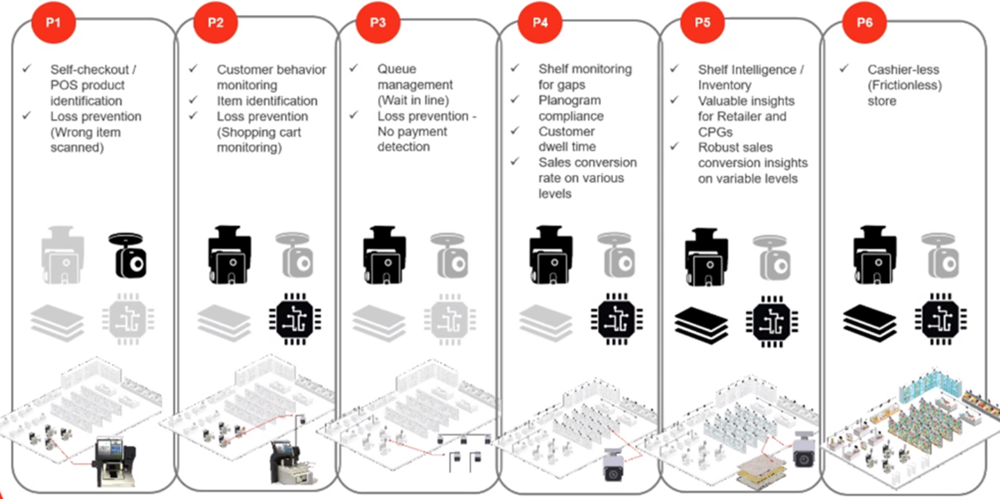 P1
Self-checkout /
POS product
identification
Loss prevention
(Wrong item
scanned)
P2
Customer behavior
monitoring
Item identification
Loss prevention
(Shopping cart
monitoring)
P3
Queue
management
(Wait in line)
Loss prevention -
No payment
detection
P4
Shelf monitoring
for gaps
Planogram
compliance
Customer
dwell time
Sales conversion
rate on various
levels
P5
Shelf Intelligence /
Inventory
Valuable insights
for Retailer and
CPGs
Robust sales
conversion insights
on variable levels
P6
Cashier-less
(Frictionless)
store